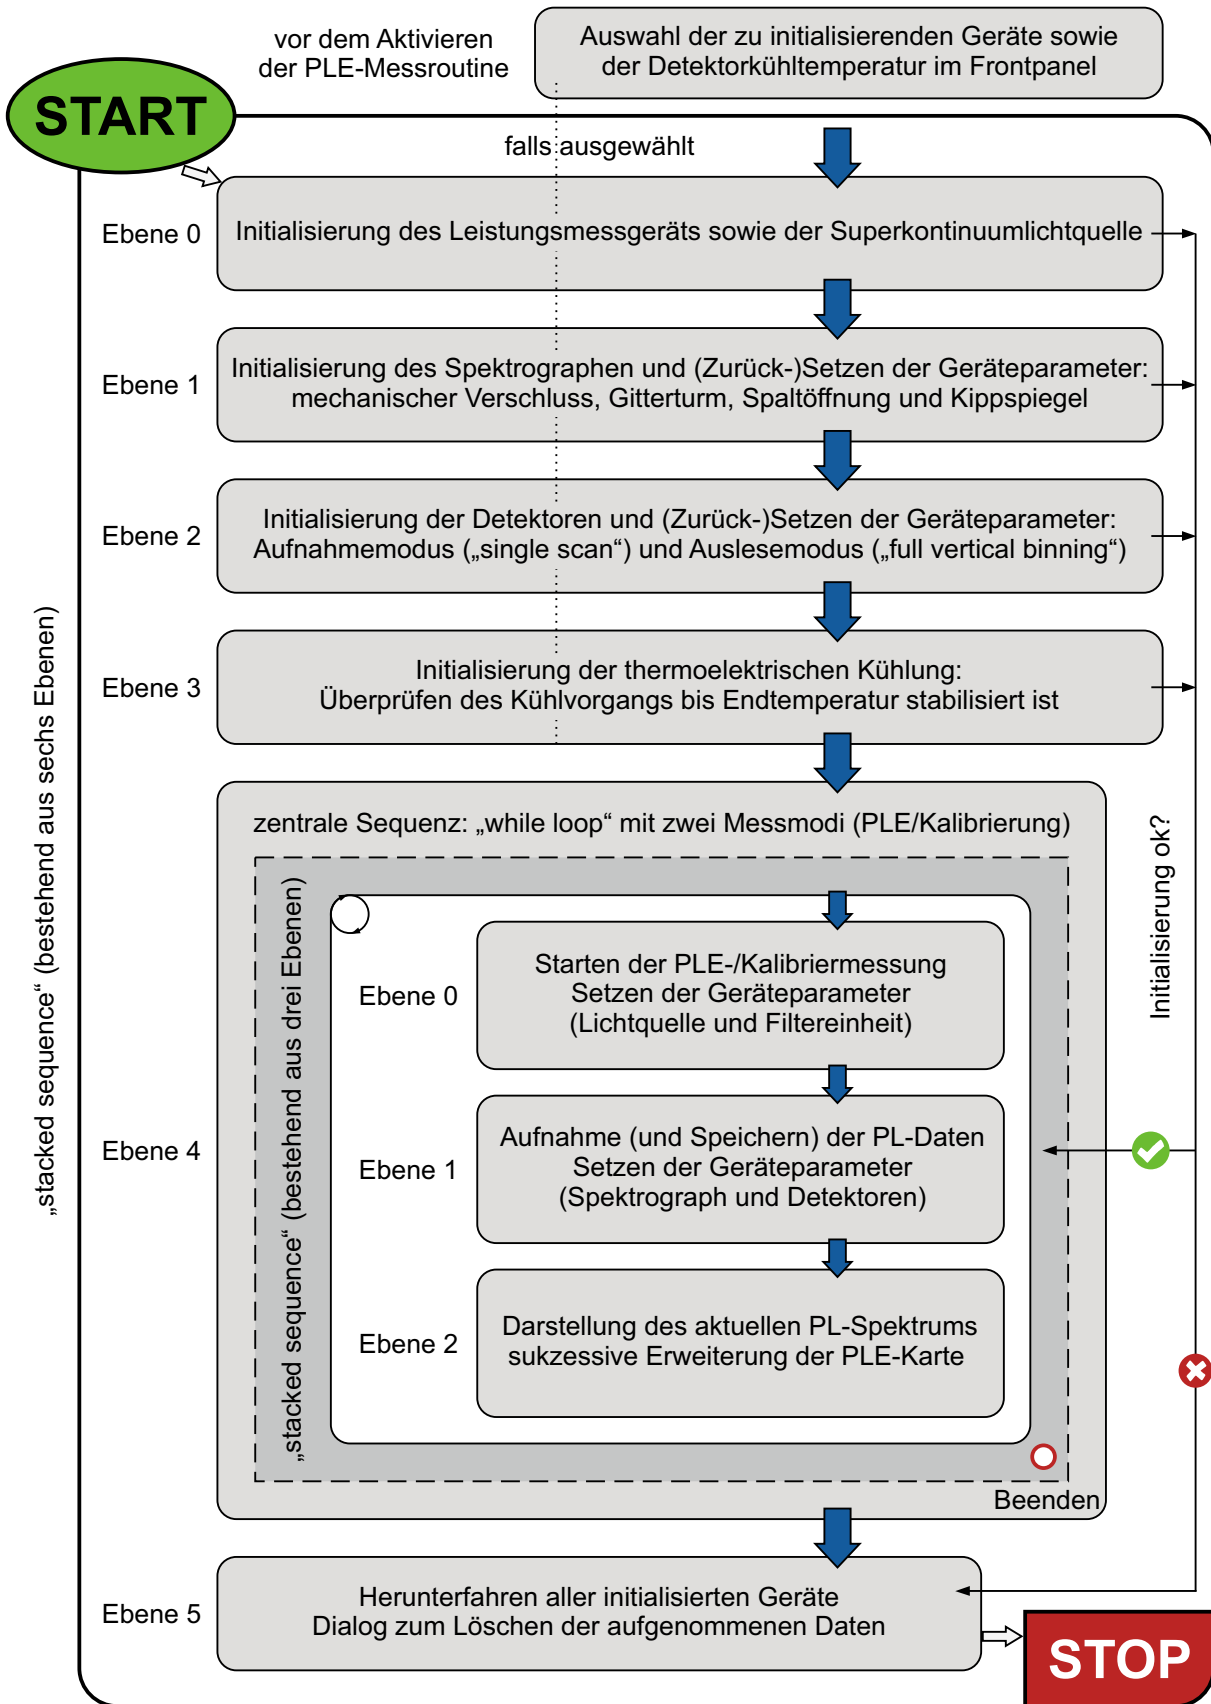 vor dem Aktivieren
der PLE-Messroutine
Auswahl der zu initialisierenden Geräte sowie
der Detektorkühltemperatur im Frontpanel
START
falls ausgewählt
Ebene 0
Initialisierung des Leistungsmessgeräts sowie der Superkontinuumlichtquelle
Ebene 1
Initialisierung des Spektrographen und (Zurück-)Setzen der Geräteparameter:
mechanischer Verschluss, Gitterturm, Spaltöffnung und Kippspiegel
Ebene 2
Initialisierung der Detektoren und (Zurück-)Setzen der Geräteparameter:
Aufnahmemodus („single scan“) und Auslesemodus („full vertical binning“)
Ebene 3
Initialisierung der thermoelektrischen Kühlung:
Überprüfen des Kühlvorgangs bis Endtemperatur stabilisiert ist
„stacked sequence“ (bestehend aus sechs Ebenen)
Ebene 4
zentrale Sequenz: „while loop“ mit zwei Messmodi (PLE/Kalibrierung)
„stacked sequence“ (bestehend aus drei Ebenen)
Ebene 0
Starten der PLE-/Kalibriermessung
Setzen der Geräteparameter
(Lichtquelle und Filtereinheit)
Ebene 1
Aufnahme (und Speichern) der PL-Daten
Setzen der Geräteparameter
(Spektrograph und Detektoren)
Ebene 2
Darstellung des aktuellen PL-Spektrums
sukzessive Erweiterung der PLE-Karte
Beenden
Initialisierung ok?
Ebene 5
Herunterfahren aller initialisierten Geräte
Dialog zum Löschen der aufgenommenen Daten
STOP